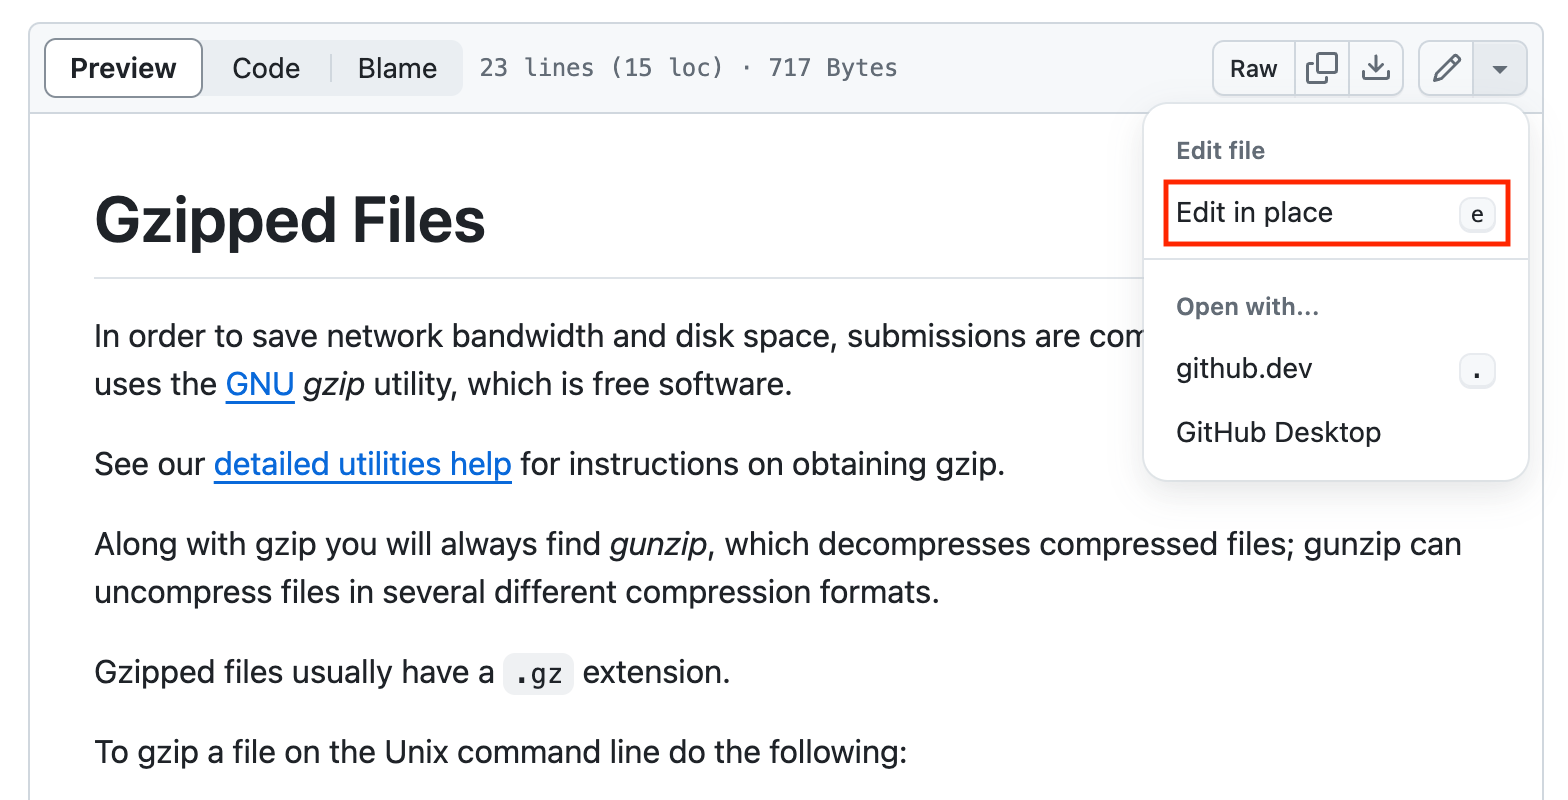 Preview Code Blame 23 lines (15 loc) · 717 Bytes Raw
Edit file
Edit in place e
Open with...
github.dev .
GitHub Desktop
Gzipped Files
In order to save network bandwidth and disk space, submissions are
uses the GNU gzip utility, which is free software.
See our detailed utilities help for instructions on obtaining gzip.
Along with gzip you will always find gunzip, which decompresses compressed files; gunzip can
uncompress files in several different compression formats.
Gzipped files usually have a .gz extension.
To gzip a file on the Unix command line do the following: